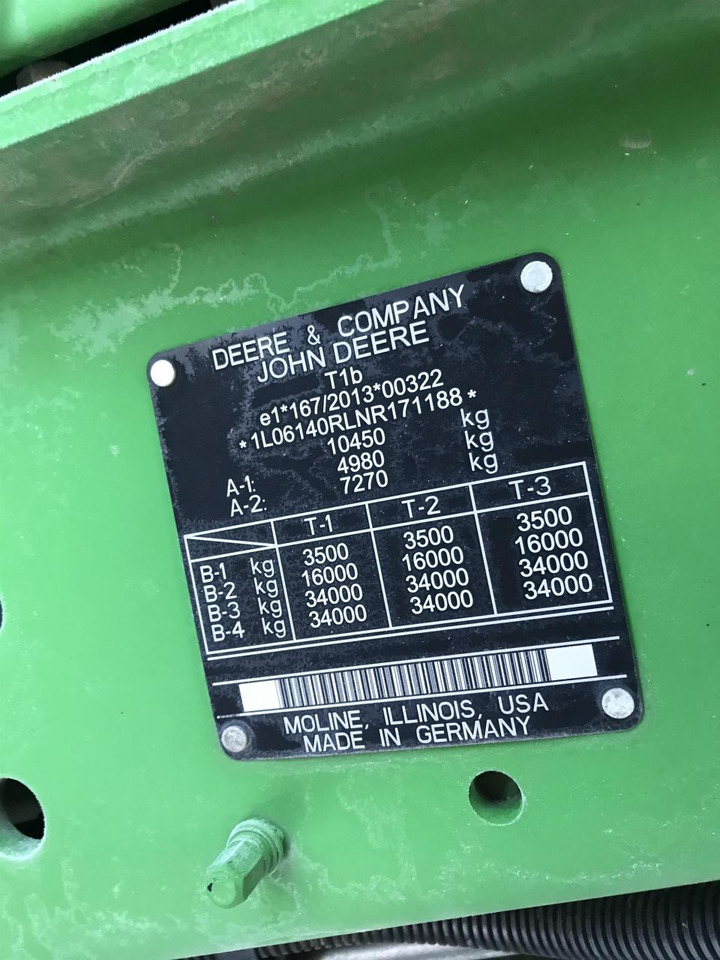 DEERE & COMPANY
JOHN DEERE
T1b
e1*167/2013*00322
*1L06140RLNR171188*
10450 kg
A-1: 4980 kg
A-2: 7270 kg
T-1 T-2 T-3
B-1 kg 3500 3500 3500
B-2 kg 16000 16000 16000
B-3 kg 34000 34000 34000
B-4 kg 34000 34000 34000
MOLINE, ILLINOIS, USA
MADE IN GERMANY